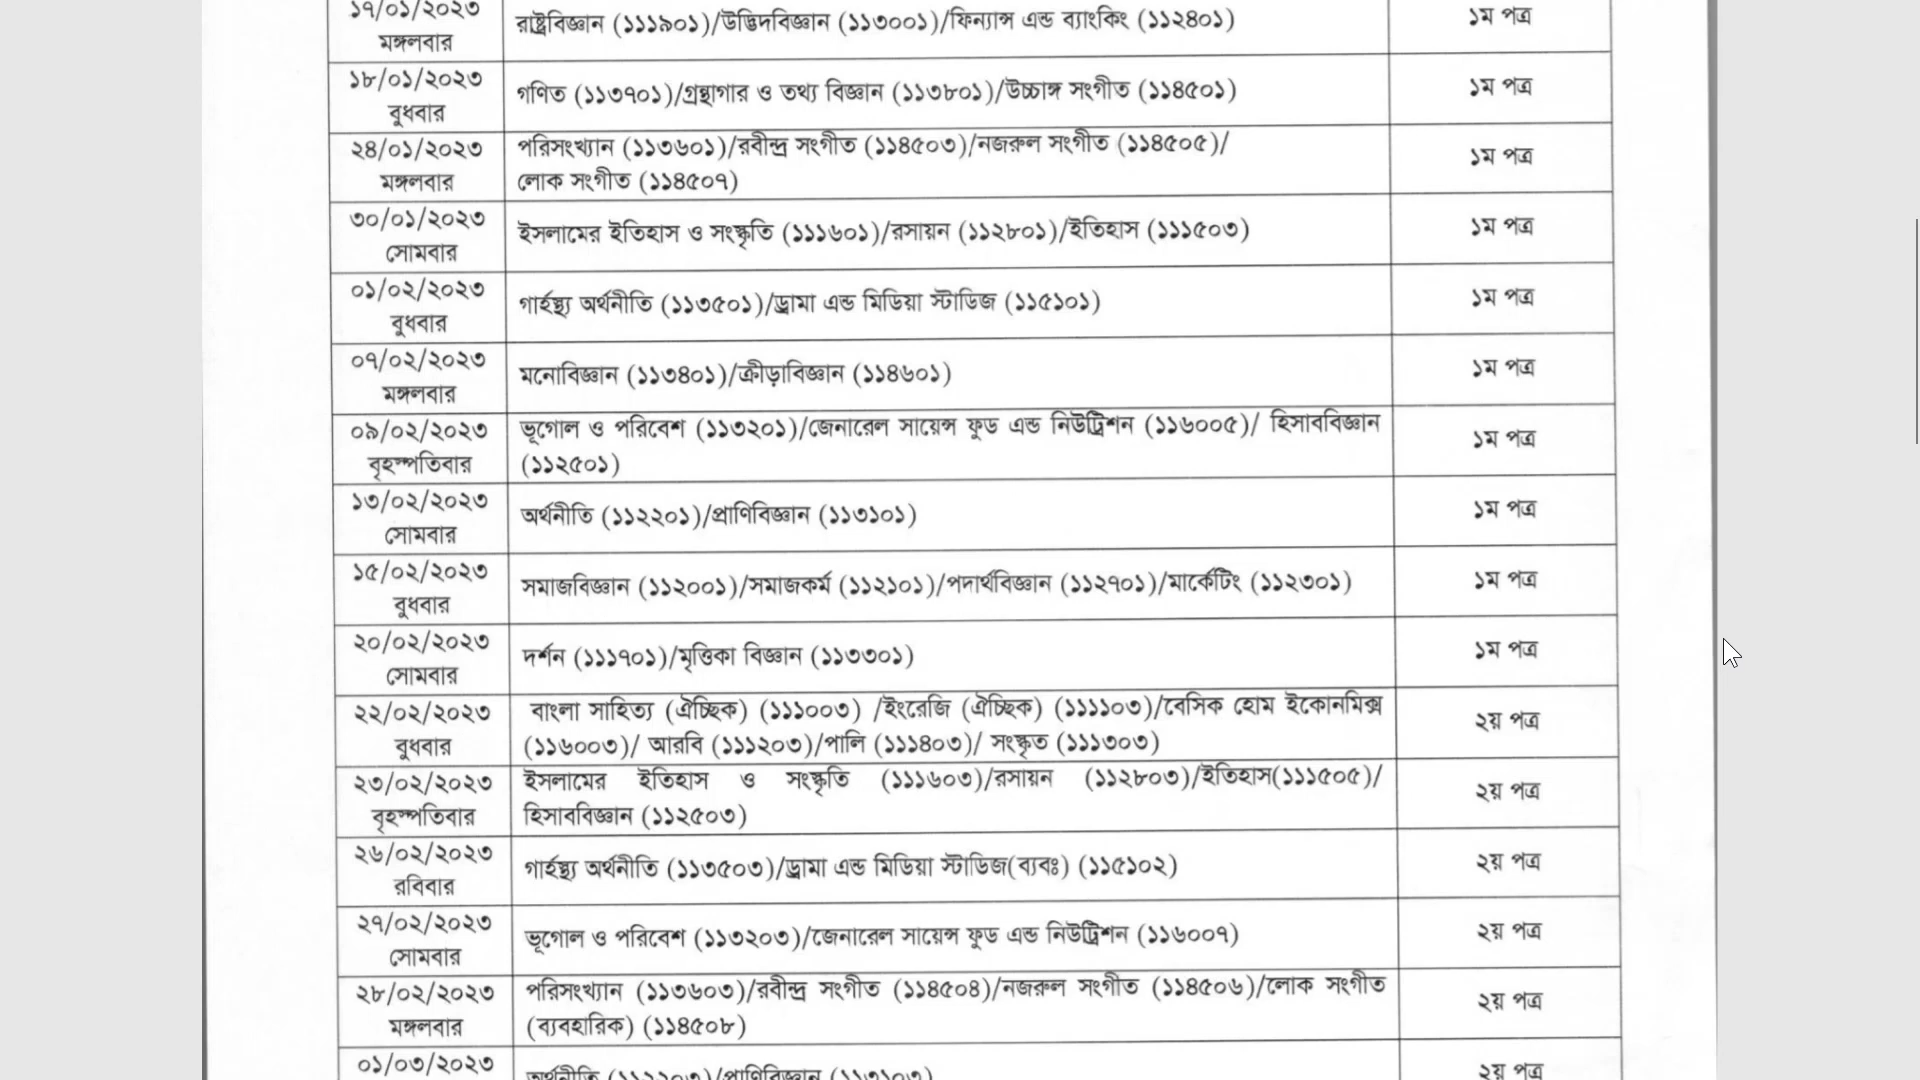 ১৭/০১/২০২৩
মঙ্গলবার
রাষ্ট্রবিজ্ঞান (১১১৯০১)/উদ্ভিদবিজ্ঞান (১১৩০০১)/ফিন্যান্স এন্ড ব্যাংকিং (১১২৪০১)
১ম পত্র
১৮/০১/২০২৩
বুধবার
গণিত (১১৩৭০১)/গ্রন্থাগার ও তথ্য বিজ্ঞান (১১৩৮০১)/উচ্চাঙ্গ সংগীত (১১৪৫০১)
১ম পত্র
২৪/০১/২০২৩
মঙ্গলবার
পরিসংখ্যান (১১৩৬০১)/রবীন্দ্র সংগীত (১১৪৫০৩)/নজরুল সংগীত (১১৪৫০৫)/
লোক সংগীত (১১৪৫০৭)
১ম পত্র
৩০/০১/২০২৩
সোমবার
ইসলামের ইতিহাস ও সংস্কৃতি (১১১৬০১)/রসায়ন (১১২৮০১)/ইতিহাস (১১১৫০৩)
১ম পত্র
০১/০২/২০২৩
বুধবার
গার্হস্থ্য অর্থনীতি (১১৩৫০১)/ড্রামা এন্ড মিডিয়া স্টাডিজ (১১৫১০১)
১ম পত্র
০৭/০২/২০২৩
মঙ্গলবার
মনোবিজ্ঞান (১১৩৪০১)/ক্রীড়াবিজ্ঞান (১১৪৬০১)
১ম পত্র
০৯/০২/২০২৩
বৃহস্পতিবার
ভূগোল ও পরিবেশ (১১৩২০১)/জেনারেল সায়েন্স ফুড এন্ড নিউট্রিশন (১১৬০০৫)/ হিসাববিজ্ঞান
(১১২৫০১)
১ম পত্র
১৩/০২/২০২৩
সোমবার
অর্থনীতি (১১২২০১)/প্রাণিবিজ্ঞান (১১৩১০১)
১ম পত্র
১৫/০২/২০২৩
বুধবার
সমাজবিজ্ঞান (১১২০০১)/সমাজকর্ম (১১২১০১)/পদার্থবিজ্ঞান (১১২৭০১)/মার্কেটিং (১১২৩০১)
১ম পত্র
২০/০২/২০২৩
সোমবার
দর্শন (১১১৭০১)/মৃত্তিকা বিজ্ঞান (১১৩৩০১)
১ম পত্র
২২/০২/২০২৩
বুধবার
বাংলা সাহিত্য (ঐচ্ছিক) (১১১০০৩) /ইংরেজি (ঐচ্ছিক) (১১১১০৩)/বেসিক হোম ইকোনমিক্স
(১১৬০০৩)/ আরবি (১১১২০৩)/পালি (১১১৪০৩)/ সংস্কৃত (১১১৩০৩)
২য় পত্র
২৩/০২/২০২৩
বৃহস্পতিবার
ইসলামের ইতিহাস ও সংস্কৃতি (১১১৬০৩)/রসায়ন (১১২৮০৩)/ইতিহাস(১১১৫০৫)/
হিসাববিজ্ঞান (১১২৫০৩)
২য় পত্র
২৬/০২/২০২৩
রবিবার
গার্হস্থ্য অর্থনীতি (১১৩৫০৩)/ড্রামা এন্ড মিডিয়া স্টাডিজ(ব্যবঃ) (১১৫১০২)
২য় পত্র
২৭/০২/২০২৩
সোমবার
ভূগোল ও পরিবেশ (১১৩২০৩)/জেনারেল সায়েন্স ফুড এন্ড নিউট্রিশন (১১৬০০৭)
২য় পত্র
২৮/০২/২০২৩
মঙ্গলবার
পরিসংখ্যান (১১৩৬০৩)/রবীন্দ্র সংগীত (১১৪৫০৪)/নজরুল সংগীত (১১৪৫০৬)/লোক সংগীত
(ব্যবহারিক) (১১৪৫০৮)
২য় পত্র
০১/০৩/২০২৩
অর্থনীতি (১১২২০৩)/প্রাণিবিজ্ঞান (১১৩১০৩)
২য় পত্র